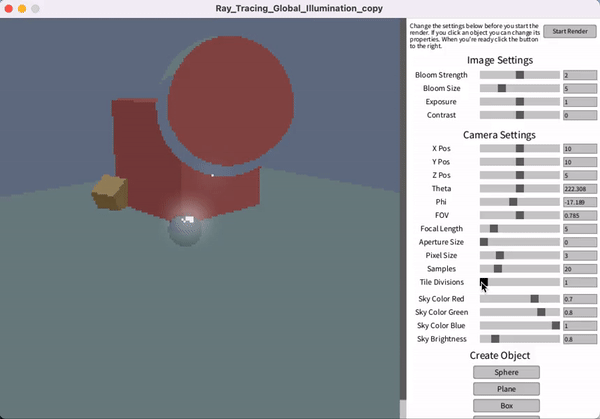 Ray_Tracing_Global_Illumination_copy
Change the settings below before you start the
render. If you click an object you can change its
properties. When you're ready click the button
to the right.
Start Render
Image Settings
Bloom Strength 2
Bloom Size 5
Exposure 1
Contrast 0
Camera Settings
X Pos 10
Y Pos 10
Z Pos 5
Theta 222.308
Phi -17.189
FOV 0.785
Focal Length 5
Aperture Size 0
Pixel Size 3
Samples 20
Tile Divisions 1
Sky Color Red 0.7
Sky Color Green 0.8
Sky Color Blue 1
Sky Brightness 0.8
Create Object
Sphere
Plane
Box